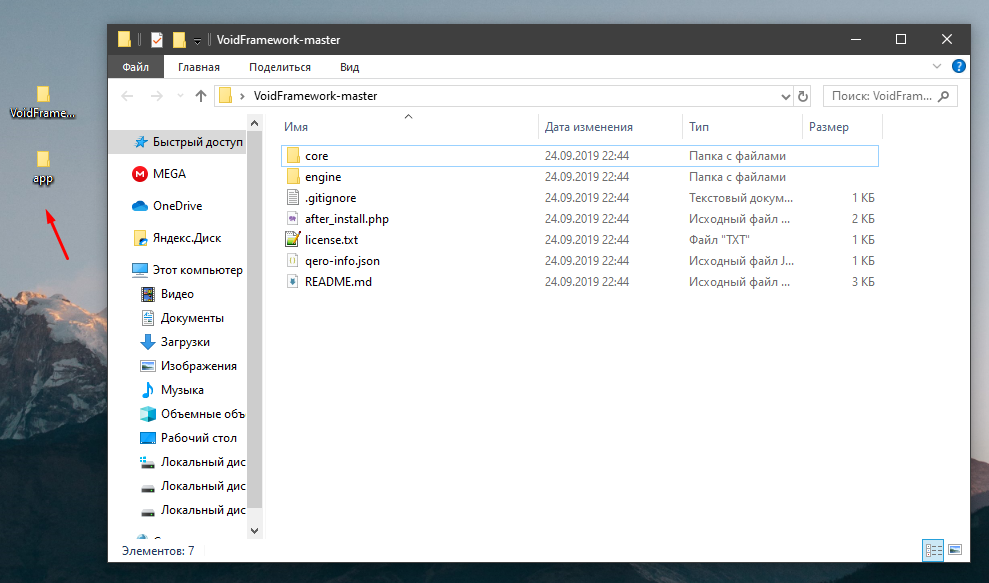 VoidFrame...
app
VoidFramework-master
Файл Главная Поделиться Вид
VoidFramework-master
Поиск: VoidFram...
Быстрый доступ
MEGA
OneDrive
Яндекс.Диск
Этот компьютер
Видео
Документы
Загрузки
Изображения
Музыка
Объемные объ
Рабочий стол
Локальный дис
Локальный дис
Локальный дис
Имя Дата изменения Тип Размер
core 24.09.2019 22:44 Папка с файлами
engine 24.09.2019 22:44 Папка с файлами
.gitignore 24.09.2019 22:44 Текстовый докум... 1 КБ
after_install.php 24.09.2019 22:44 Исходный файл ... 2 КБ
license.txt 24.09.2019 22:44 Файл "TXT" 1 КБ
qero-info.json 24.09.2019 22:44 Исходный файл J... 1 КБ
README.md 24.09.2019 22:44 Исходный файл ... 3 КБ
Элементов: 7